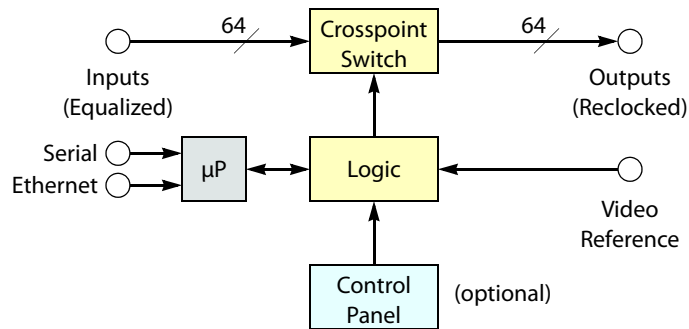 64
64
Crosspoint
Switch
Inputs
(Equalized)
Outputs
(Reclocked)
Serial
Ethernet
µP
Logic
Video
Reference
Control
Panel
(optional)